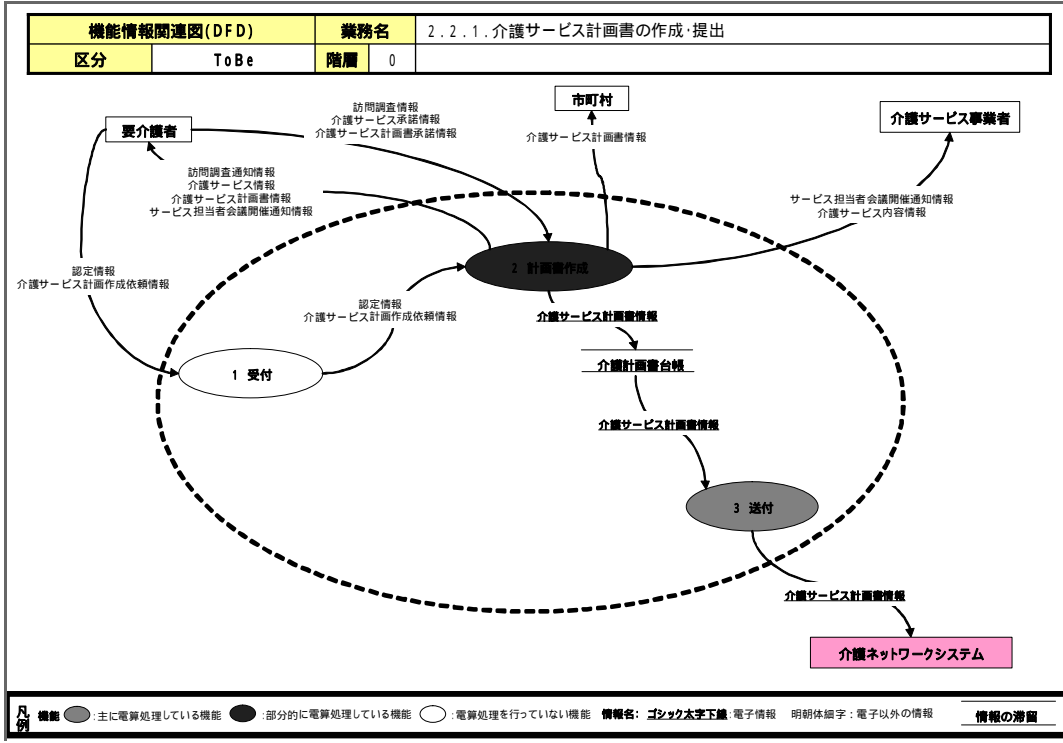 機能情報関連図(DFD)
業務名
2.2.1.介護サービス計画書の作成・提出
区分
ToBe
階層
0
要介護者
市町村
介護サービス事業者
訪問調査情報
介護サービス承諾情報
介護サービス計画書承諾情報
介護サービス計画書情報
訪問調査通知情報
介護サービス情報
介護サービス計画書情報
サービス担当者会議開催通知情報
サービス担当者会議開催通知情報
介護サービス内容情報
認定情報
介護サービス計画作成依頼情報
2 計画書作成
認定情報
介護サービス計画作成依頼情報
介護サービス計画書情報
1 受付
介護計画書台帳
介護サービス計画書情報
3 送付
介護サービス計画書情報
介護ネットワークシステム
凡例
機能 :主に電算処理している機能 :部分的に電算処理している機能 :電算処理を行っていない機能 情報名: ゴシック太字下線:電子情報 明朝体細字:電子以外の情報 情報の滞留